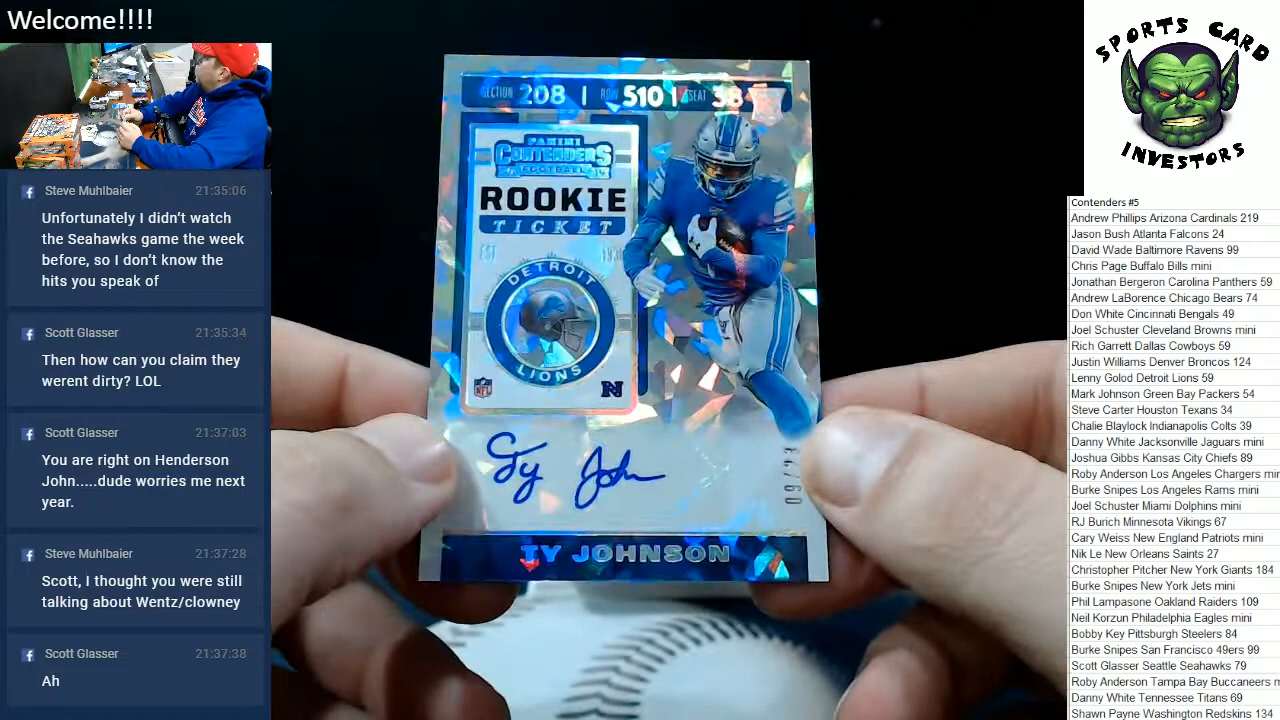 Welcome!!!!
Steve Muhlbaier 21:35:06
Unfortunately I didn't watch
the Seahawks game the week
before, so I don't know the
hits you speak of
Scott Glasser 21:35:34
Then how can you claim they
werent dirty? LOL
Scott Glasser 21:37:03
You are right on Henderson
John.....dude worries me next
year.
Steve Muhlbaier 21:37:28
Scott, I thought you were still
talking about Wentz/clowney
Scott Glasser 21:37:38
Ah
SECTION 208 | ROW 510 | SEAT 38
PANINI
CONTENDERS
FOOTBALL
ROOKIE
TICKET
EST
DETROIT
LIONS
NFL
N
Ty John
TY JOHNSON
SPORTS CARD
INVESTORS
Contenders #5
Andrew Phillips Arizona Cardinals 219
Jason Bush Atlanta Falcons 24
David Wade Baltimore Ravens 99
Chris Page Buffalo Bills mini
Jonathan Bergeron Carolina Panthers 59
Andrew LaBorence Chicago Bears 74
Don White Cincinnati Bengals 49
Joel Schuster Cleveland Browns mini
Rich Garrett Dallas Cowboys 59
Justin Williams Denver Broncos 124
Lenny Golod Detroit Lions 59
Mark Johnson Green Bay Packers 54
Steve Carter Houston Texans 34
Chalie Blaylock Indianapolis Colts 39
Danny White Jacksonville Jaguars mini
Joshua Gibbs Kansas City Chiefs 89
Roby Anderson Los Angeles Chargers mi
Burke Snipes Los Angeles Rams mini
Joel Schuster Miami Dolphins mini
RJ Burich Minnesota Vikings 67
Cary Weiss New England Patriots mini
Nik Le New Orleans Saints 27
Christopher Pitcher New York Giants 184
Burke Snipes New York Jets mini
Phil Lampasone Oakland Raiders 109
Neil Korzun Philadelphia Eagles mini
Bobby Key Pittsburgh Steelers 84
Burke Snipes San Francisco 49ers 99
Scott Glasser Seattle Seahawks 79
Roby Anderson Tampa Bay Buccaneers m
Danny White Tennessee Titans 69
Shawn Payne Washington Redskins 134